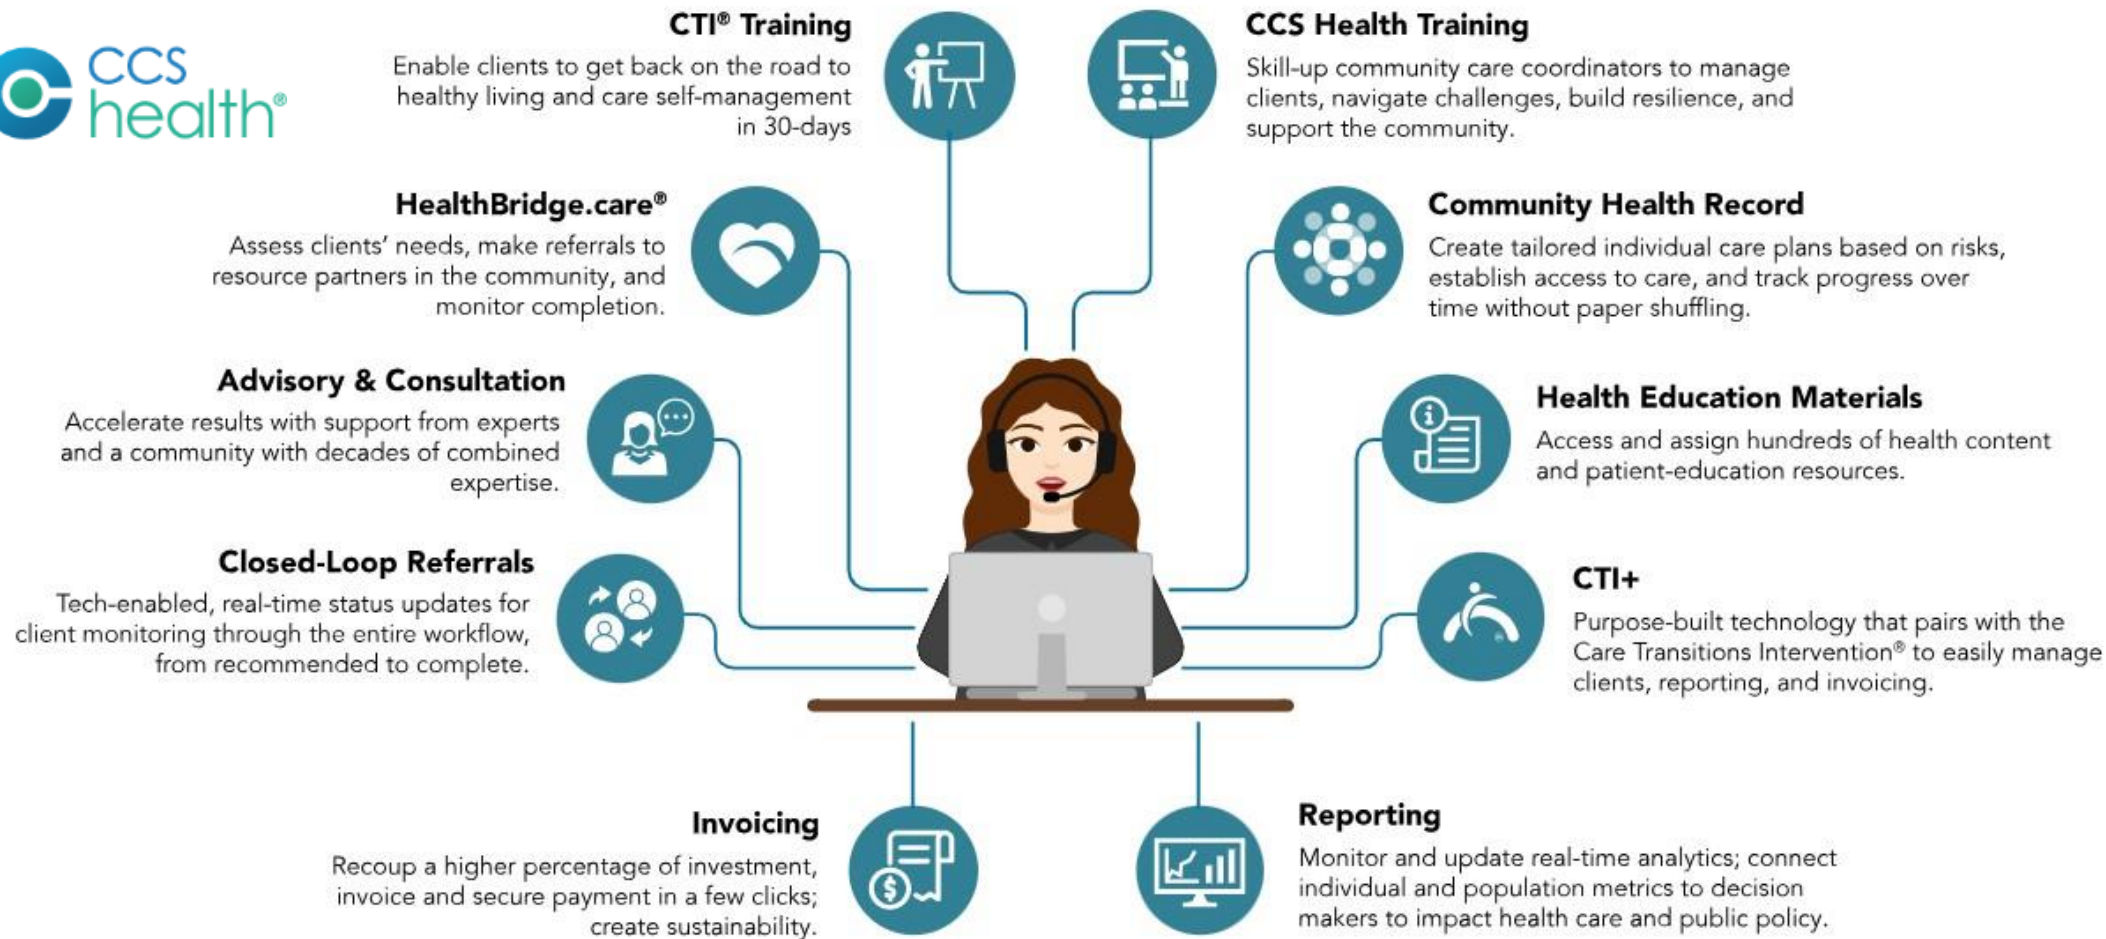 CCS
health®
CTI® Training
Enable clients to get back on the road to
healthy living and care self-management
in 30-days
CCS Health Training
Skill-up community care coordinators to manage
clients, navigate challenges, build resilience, and
support the community.
HealthBridge.care®
Assess clients' needs, make referrals to
resource partners in the community, and
monitor completion.
Community Health Record
Create tailored individual care plans based on risks,
establish access to care, and track progress over
time without paper shuffling.
Advisory & Consultation
Accelerate results with support from experts
and a community with decades of combined
expertise.
Health Education Materials
Access and assign hundreds of health content
and patient-education resources.
Closed-Loop Referrals
Tech-enabled, real-time status updates for
client monitoring through the entire workflow,
from recommended to complete.
CTI+
Purpose-built technology that pairs with the
Care Transitions Intervention® to easily manage
clients, reporting, and invoicing.
Invoicing
Recoup a higher percentage of investment,
invoice and secure payment in a few clicks;
create sustainability.
Reporting
Monitor and update real-time analytics; connect
individual and population metrics to decision
makers to impact health care and public policy.